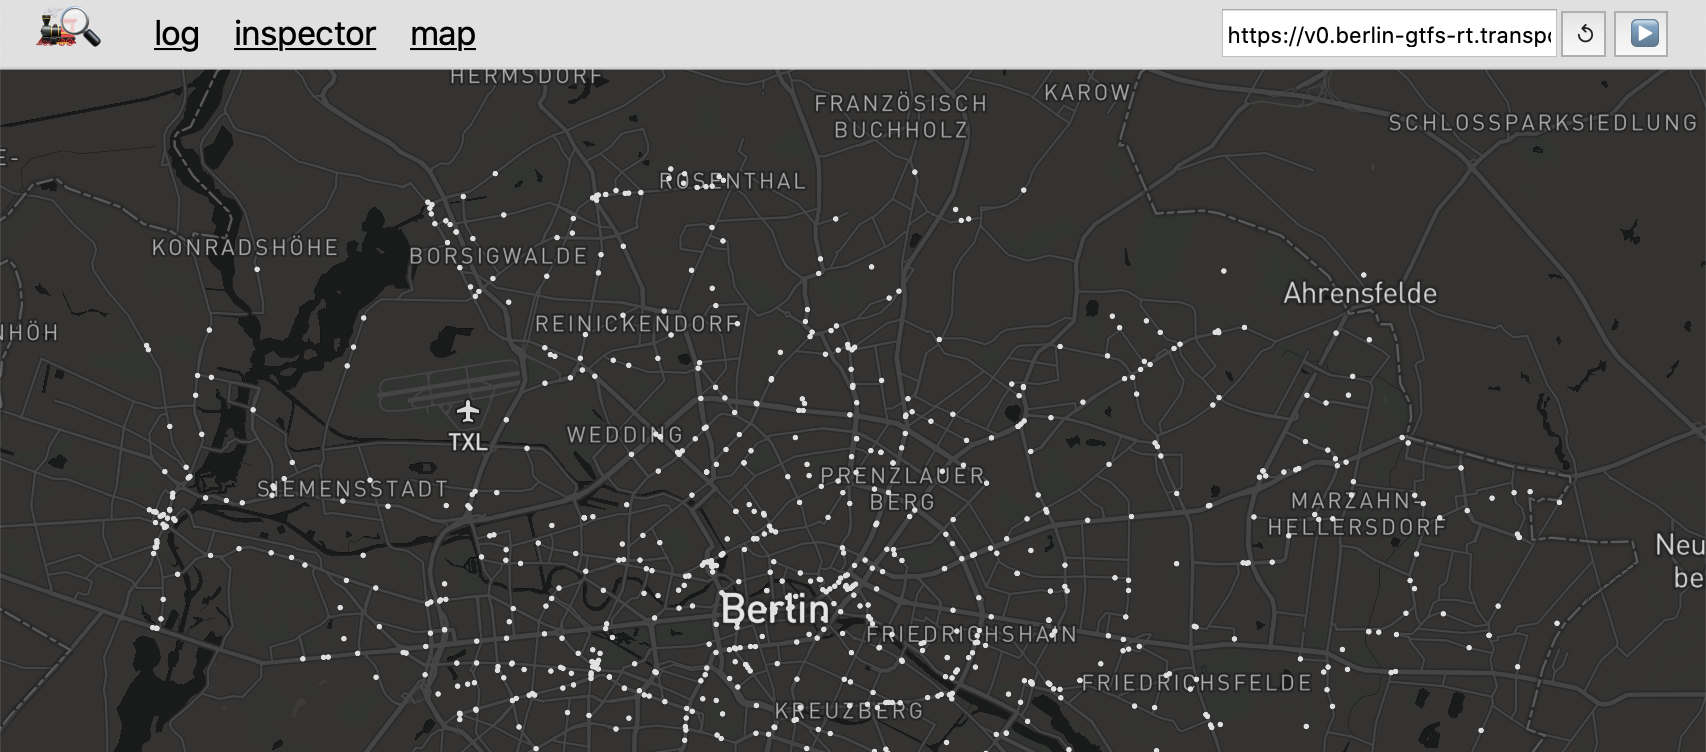 log inspector map https://v0.berlin-gtfs-rt.transpo
HERMSDORF
FRANZÖSISCH
BUCHHOLZ
KAROW
SCHLOSSPARKSIEDLUNG
E-
ROSENTHAL
KONRADSHÖHE
BORSIGWALDE
Ahrensfelde
NHÖH
REINICKENDORF
TXL
WEDDING
PRENZLAUER
BERG
SIEMENSSTADT
MARZAHN-
HELLERSDORF
Neu
be
Berlin
FRIEDRICHSHAIN
FRIEDRICHSFELDE
KREUZBERG